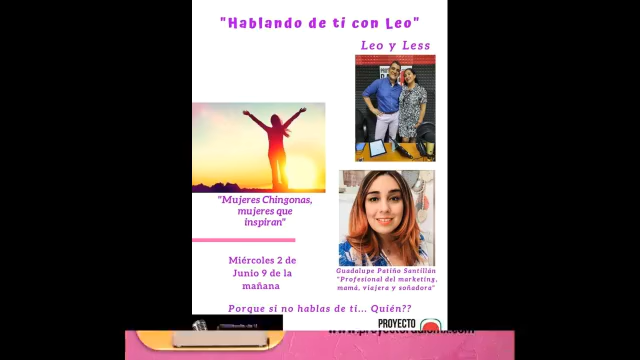 "Hablando de ti con Leo"
Leo y Less
"Mujeres Chingonas,
mujeres que
inspiran"
Miércoles 2 de
Junio 9 de la
mañana
Guadalupe Patiño Santillán
"Profesional del marketing,
mamá, viajera y soñadora"
Porque si no hablas de ti... Quién??
PROYECTO